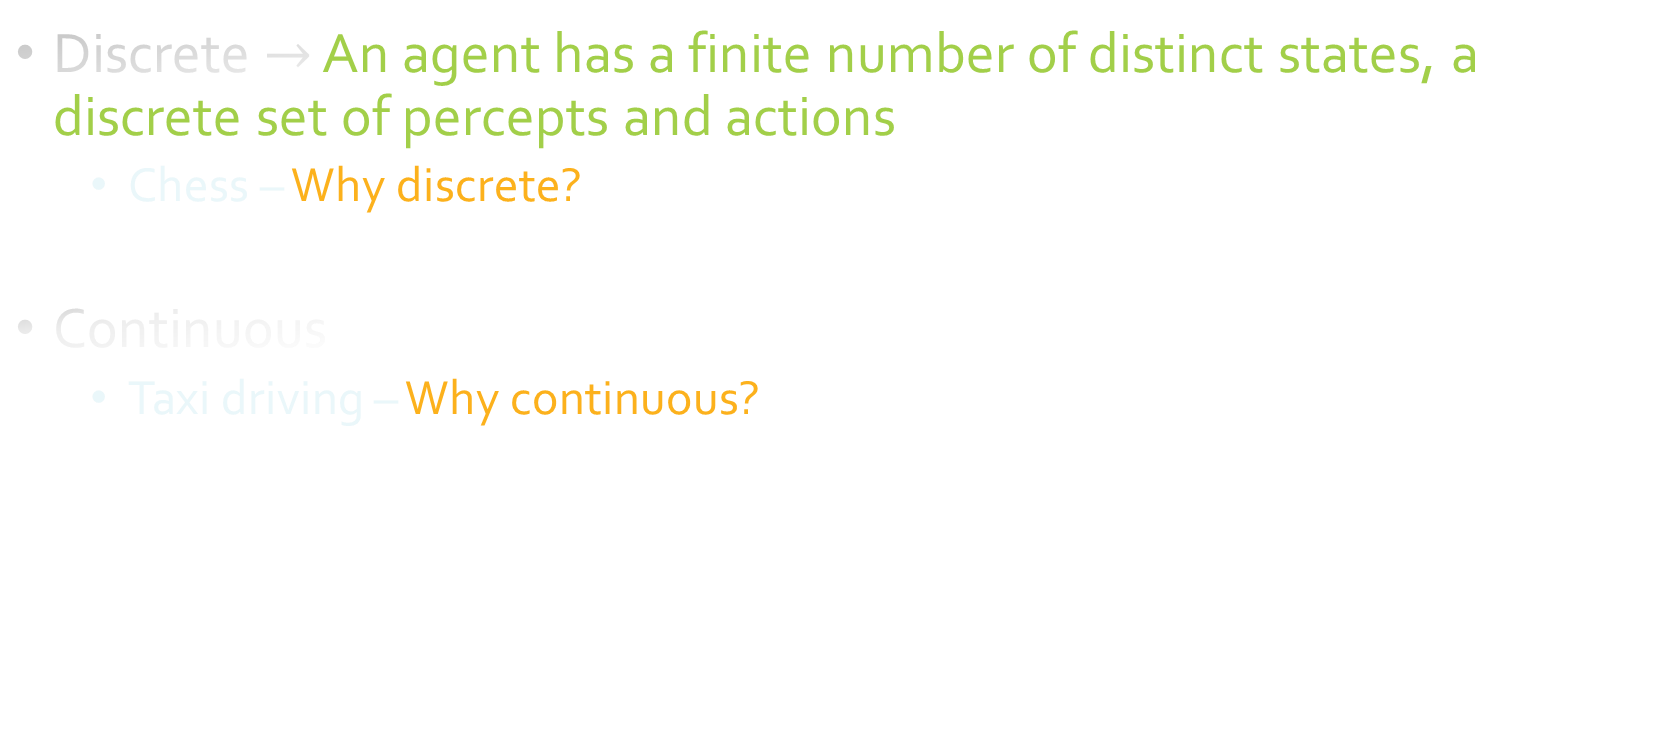 • Discrete → An agent has a finite number of distinct states, a
discrete set of percepts and actions
• Chess – Why discrete?
• Continuous
• Taxi driving – Why continuous?